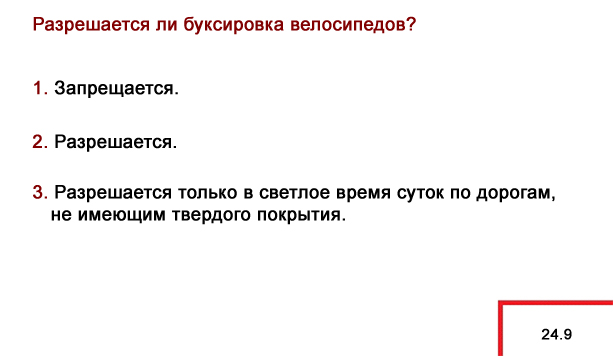 Разрешается ли буксировка велосипедов?
1. Запрещается.
2. Разрешается.
3. Разрешается только в светлое время суток по дорогам,
не имеющим твердого покрытия.
24.9